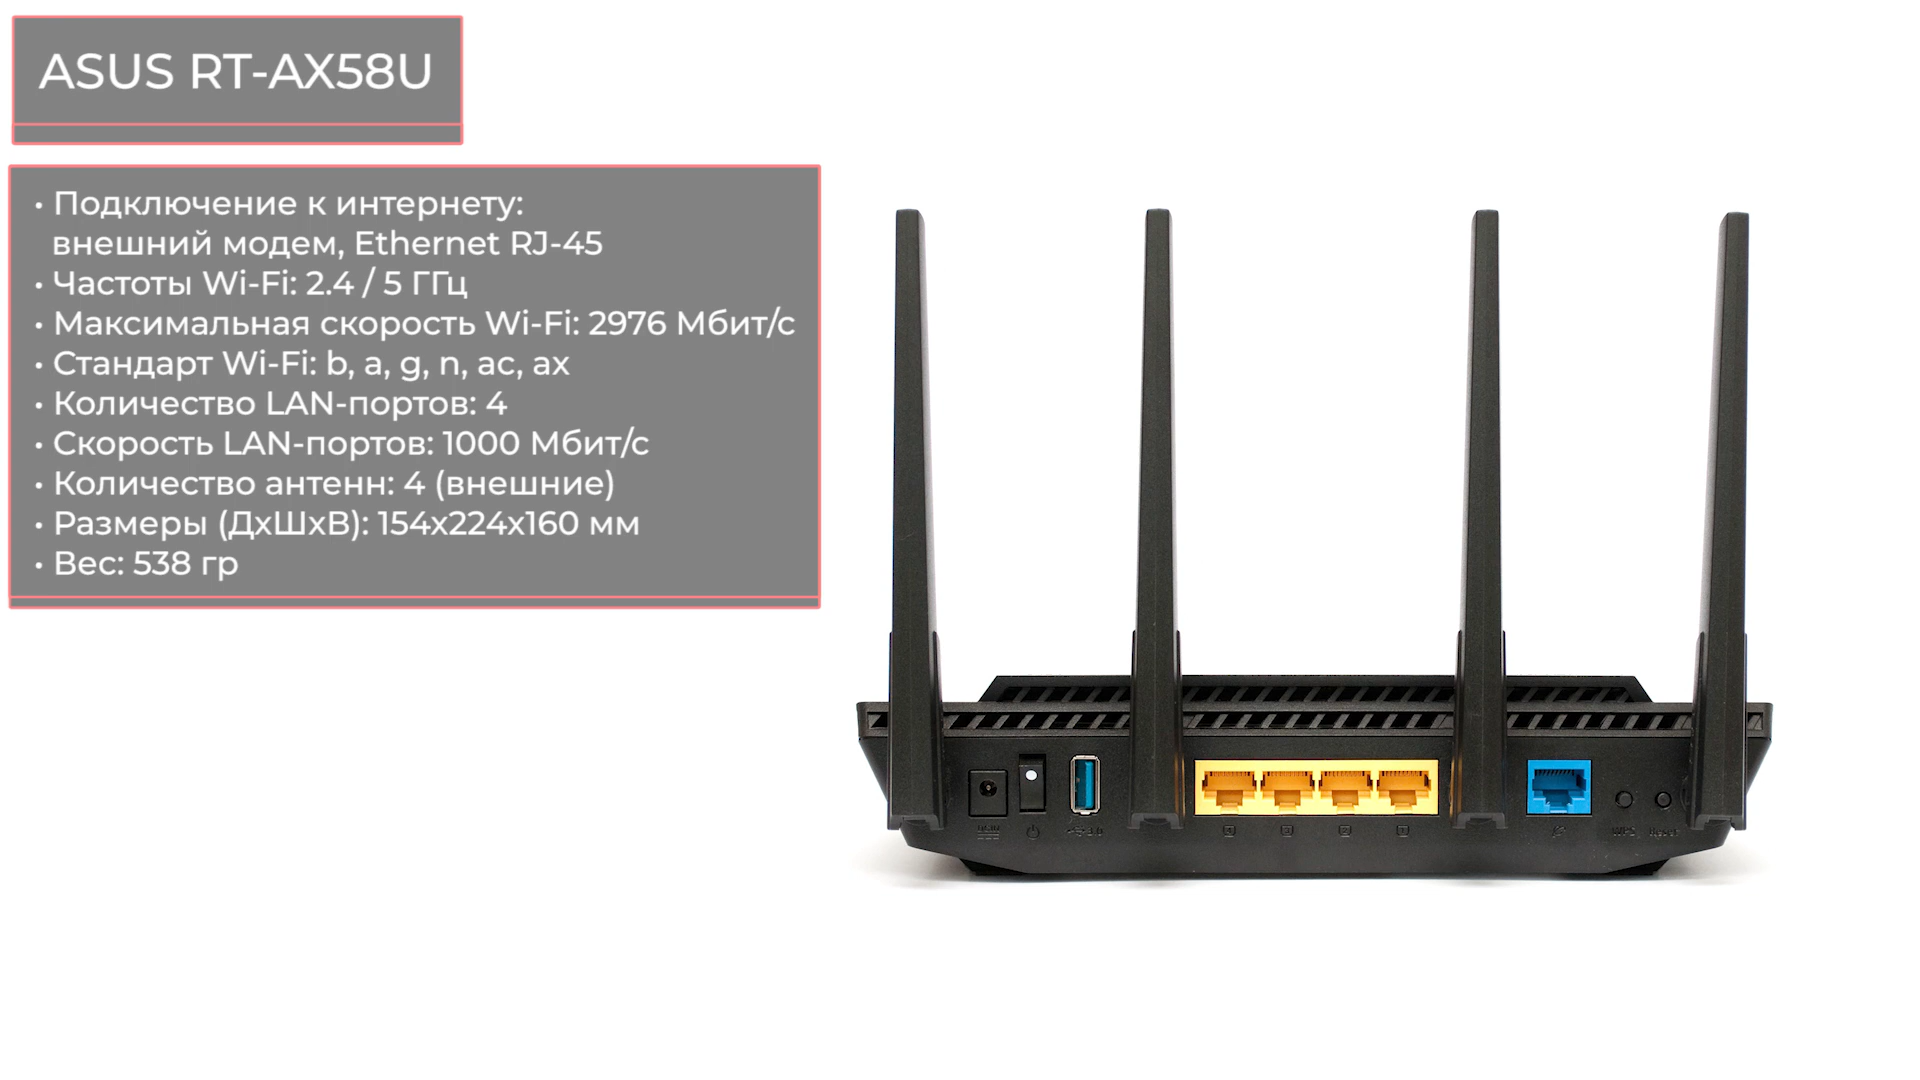 ASUS RT-AX58U
• Подключение к интернету:
внешний модем, Ethernet RJ-45
• Частоты Wi-Fi: 2.4 / 5 ГГц
• Максимальная скорость Wi-Fi: 2976 Мбит/с
• Стандарт Wi-Fi: b, a, g, n, ac, ax
• Количество LAN-портов: 4
• Скорость LAN-портов: 1000 Мбит/с
• Количество антенн: 4 (внешние)
• Размеры (ДхШхВ): 154x224x160 мм
• Вес: 538 гр
WPS Reset